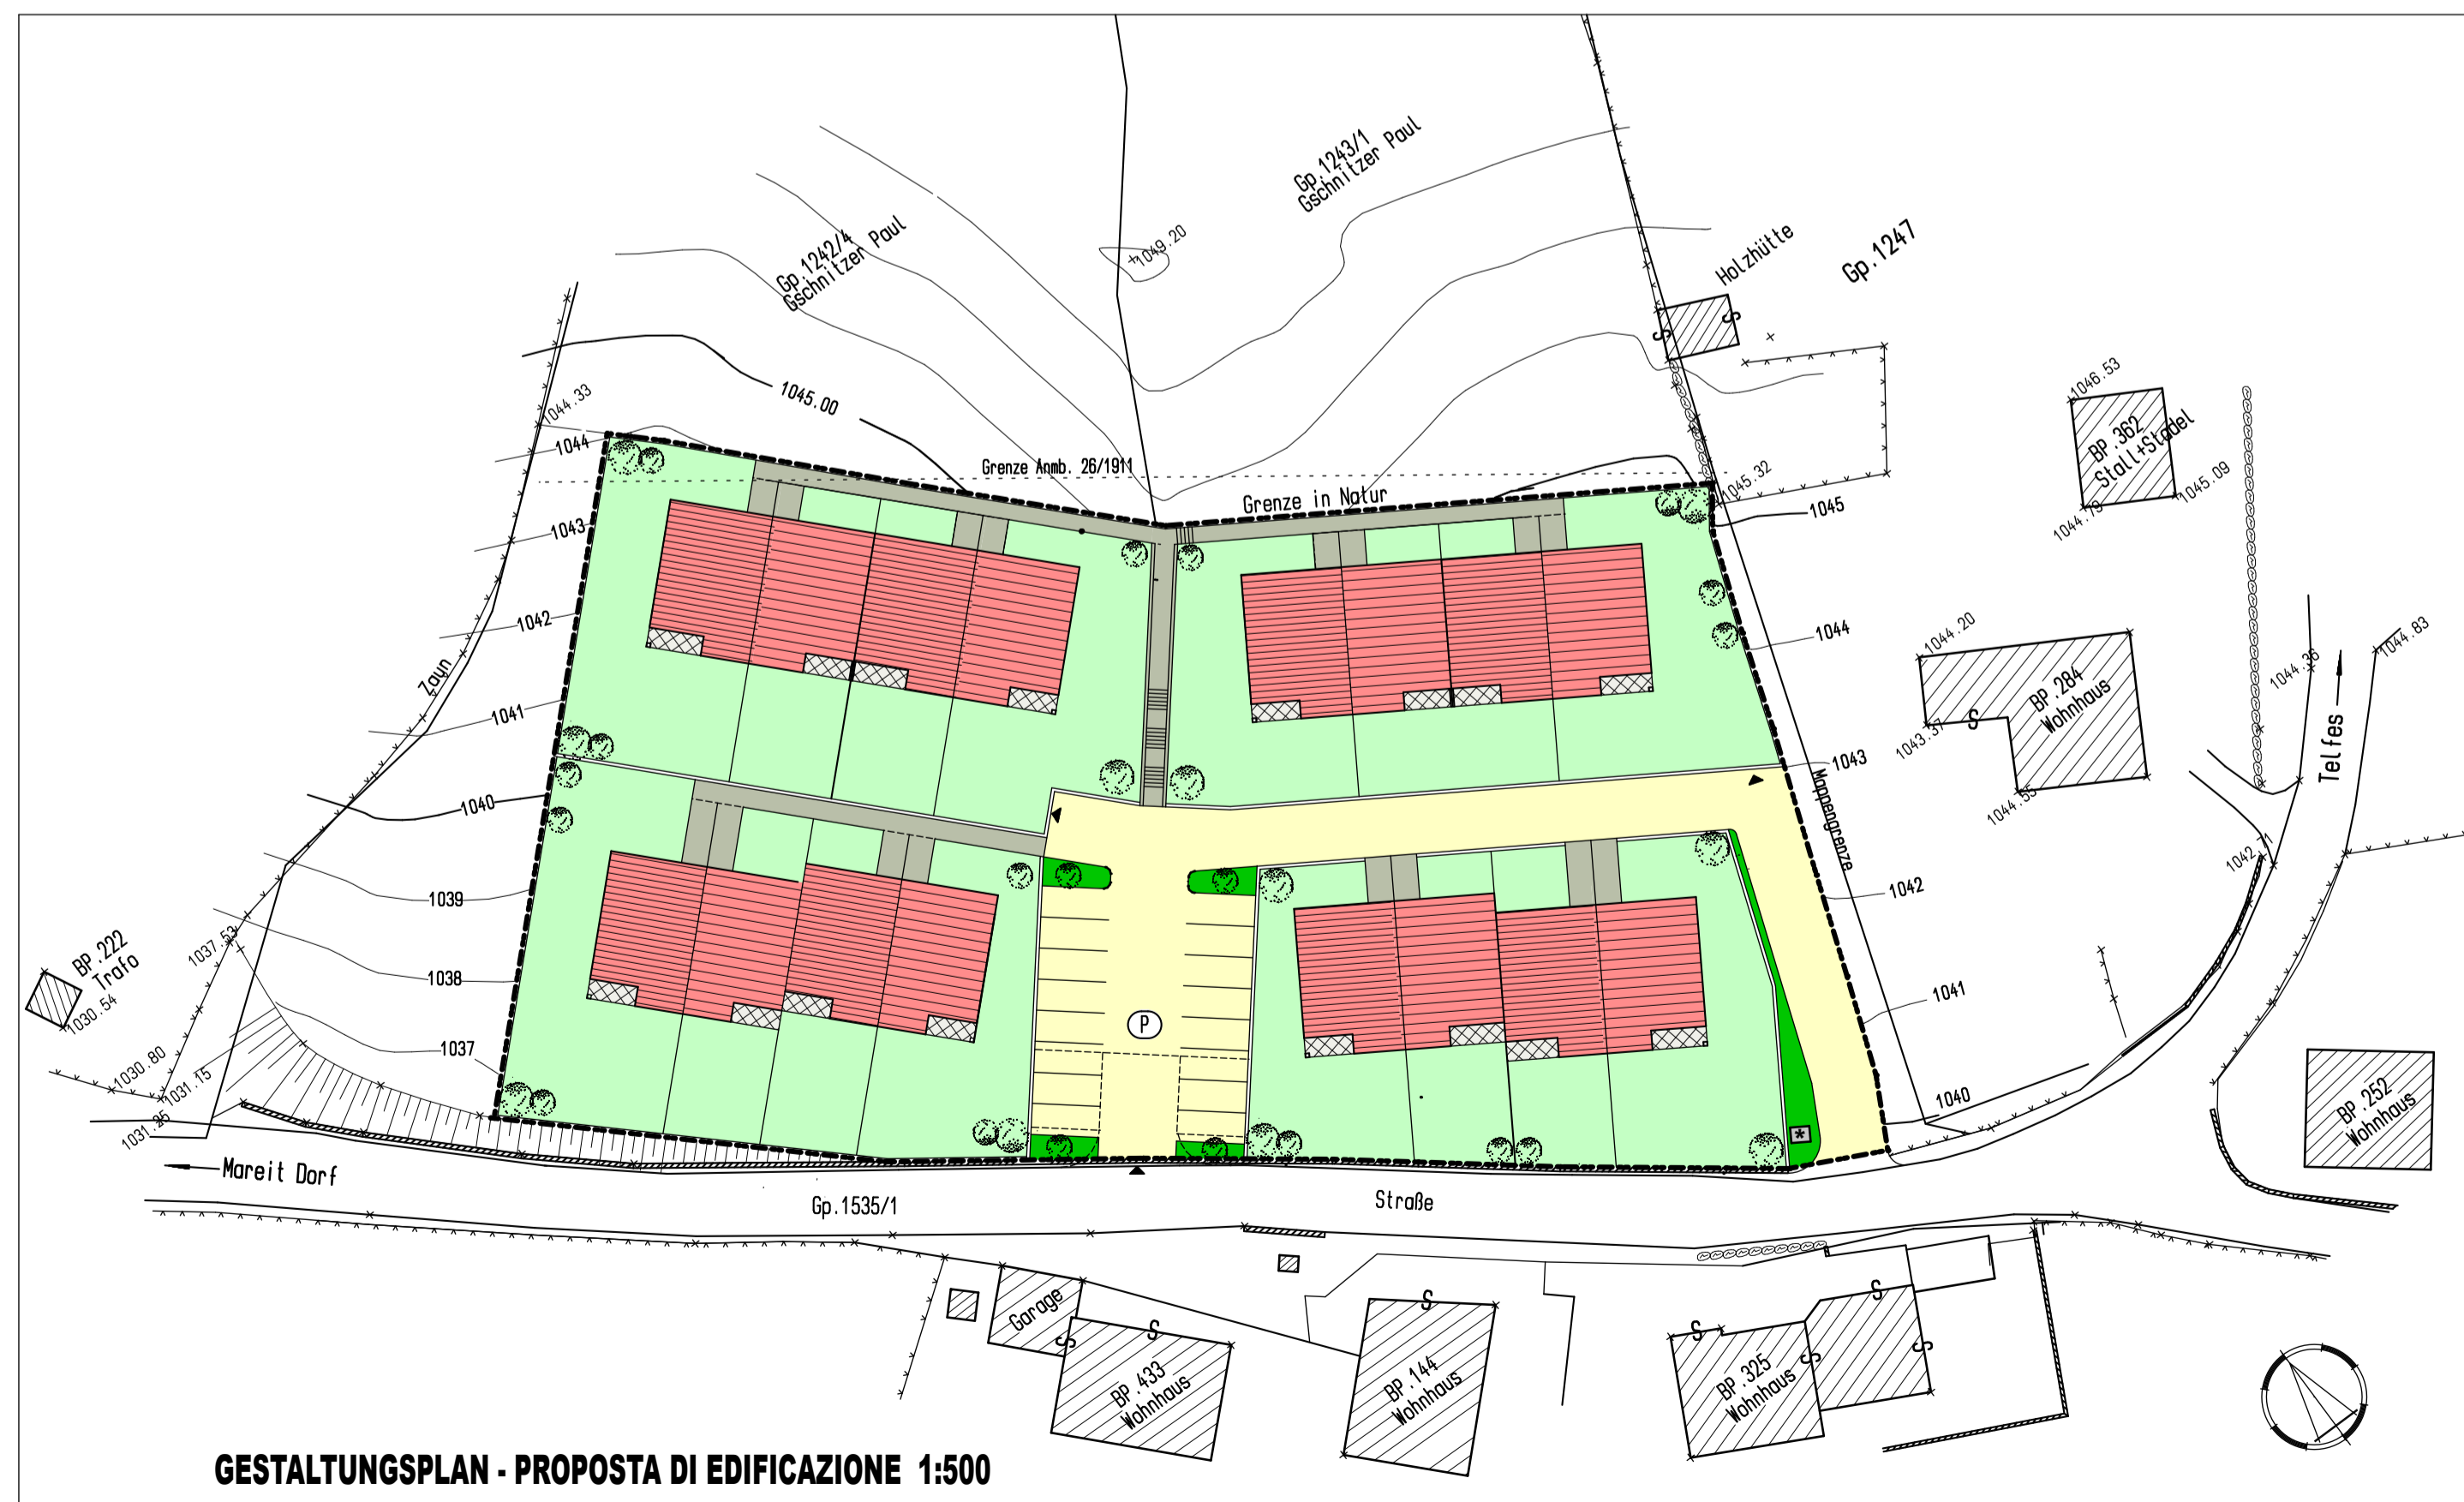 Gp.1243/1
Gschnitzer Paul
Gp.1242/4
Gschnitzer Paul
1049.20
Holzhütte
Gp.1247
1045.00
1044.33
1044
Grenze Anmb. 26/1911
Grenze in Natur
1045.32
1045
1046.53
BP.362
Stall+Stadel
1044.79
1045.09
1043
1042
1044
1044.20
BP.284
Wohnhaus
1043.37
1044.55
1044.36
1044.83
Telfes
Zaun
1041
1043
Mappengrenze
1040
1042.71
1039
1042
BP.222
Trafo
1030.54
1037.53
1038
1041
P
1037
1030.80
1031.15
1031.25
1040
BP.252
Wohnhaus
*
Mareit Dorf
Gp.1535/1
Straße
Garage
S
S
BP.433
Wohnhaus
S
BP.144
Wohnhaus
S
S
S
S
BP.325
Wohnhaus
S
S
S
GESTALTUNGSPLAN - PROPOSTA DI EDIFICAZIONE 1:500